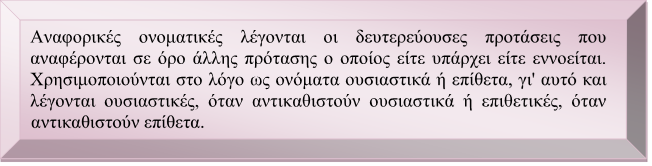 Αναφορικές ονοματικές λέγονται οι δευτερεύουσες προτάσεις που
αναφέρονται σε όρο άλλης πρότασης ο οποίος είτε υπάρχει είτε εννοείται.
Χρησιμοποιούνται στο λόγο ως ονόματα ουσιαστικά ή επίθετα, γι' αυτό και
λέγονται ουσιαστικές, όταν αντικαθιστούν ουσιαστικά ή επιθετικές, όταν
αντικαθιστούν επίθετα.